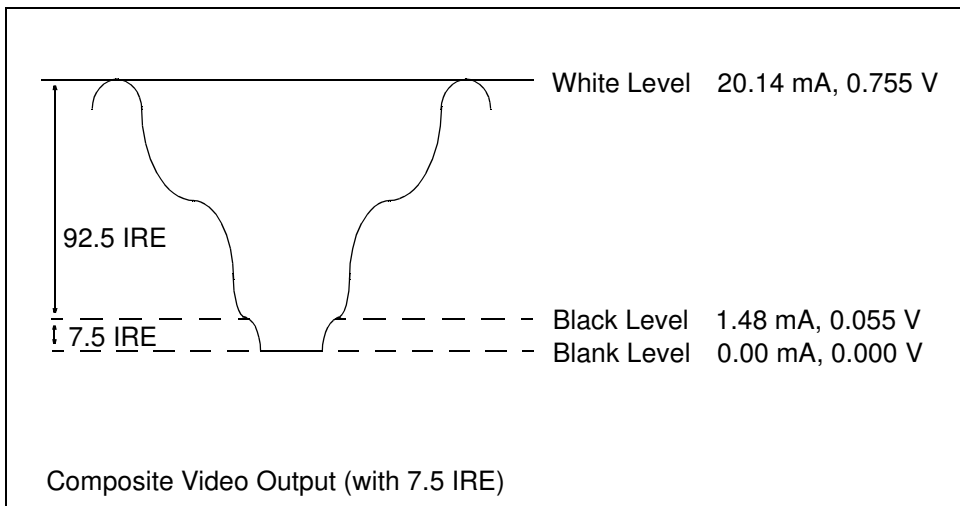 White Level 20.14 mA, 0.755 V
92.5 IRE
Black Level 1.48 mA, 0.055 V
7.5 IRE
Blank Level 0.00 mA, 0.000 V
Composite Video Output (with 7.5 IRE)